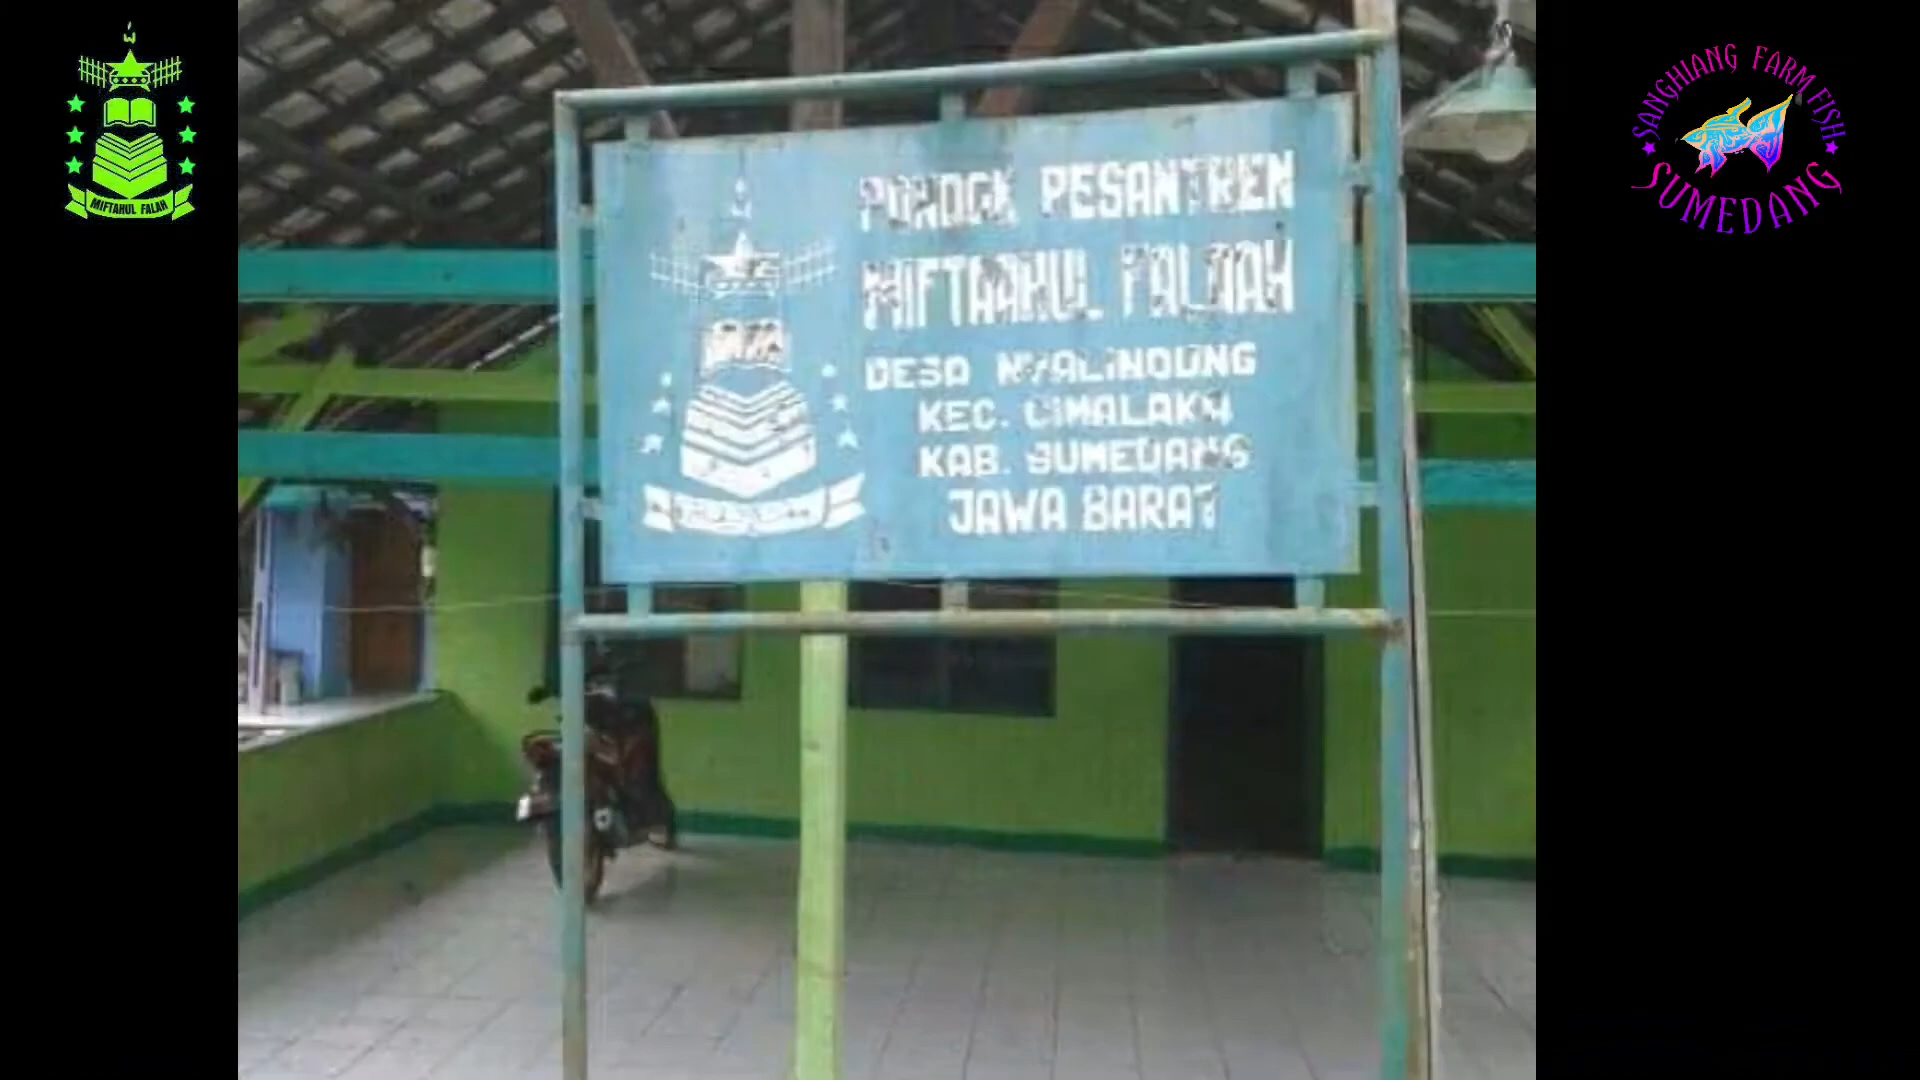 MIFTAHUL FALAH
SANGHIANG FARM FISH
SUMEDANG
PONDOK PESANTREN
MIFTAAHUL FALAAH
DESA NYALINDUNG
KEC. CIMALAKA
KAB. SUMEDANG
JAWA BARAT